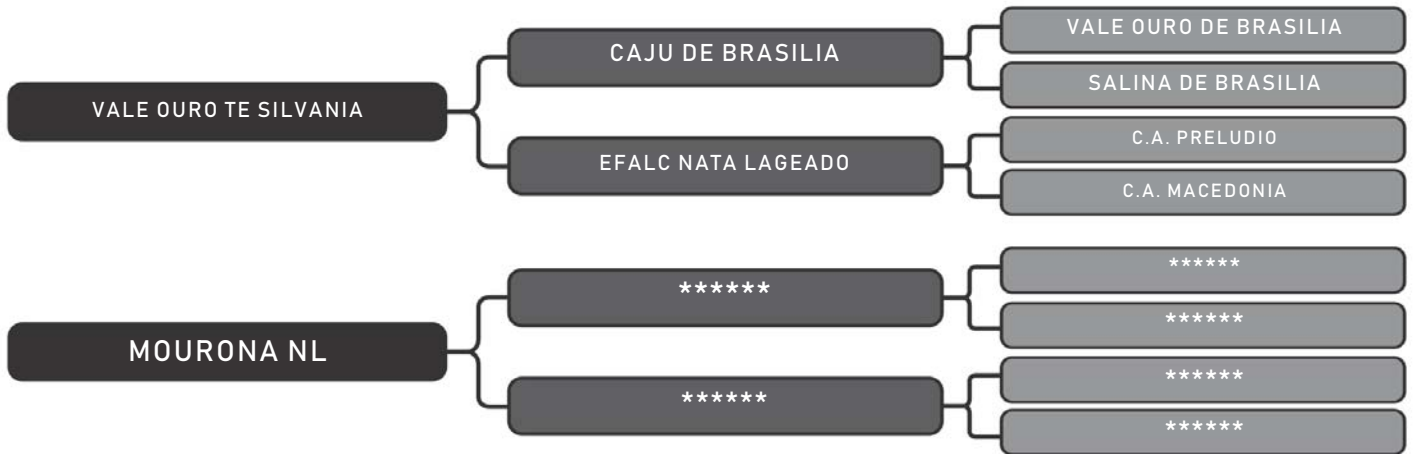 VALE OURO DE BRASILIA
CAJU DE BRASILIA
SALINA DE BRASILIA
VALE OURO TE SILVANIA
C.A. PRELUDIO
EFALC NATA LAGEADO
C.A. MACEDONIA
******
******
******
MOURONA NL
******
******
******